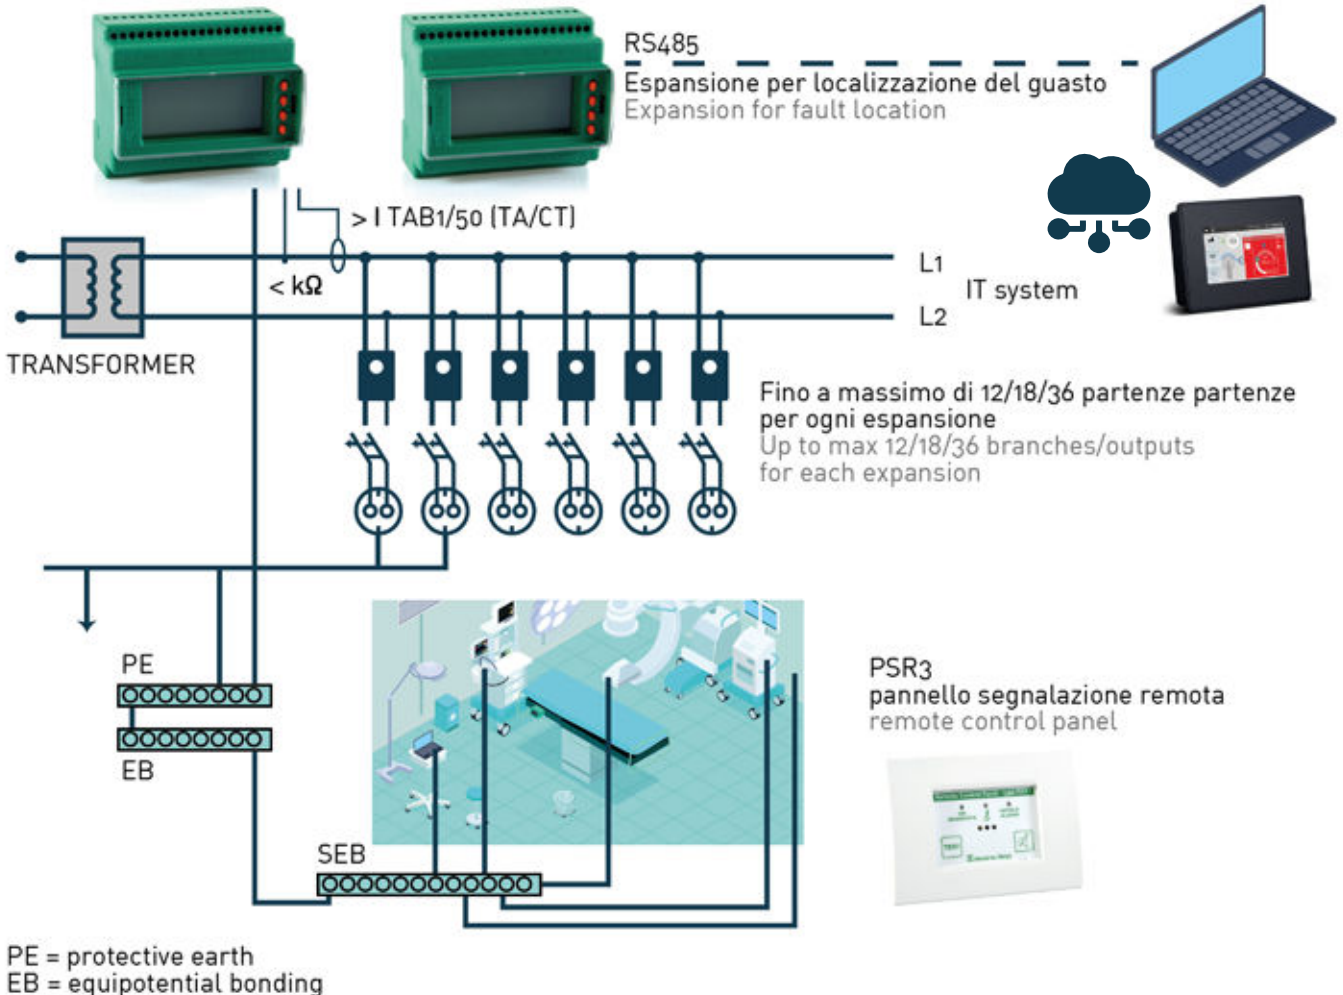 RS485
Espansione per localizzazione del guasto
Expansion for fault location
> I TAB1/50 (TA/CT)
< kΩ
L1
IT system
L2
TRANSFORMER
Fino a massimo di 12/18/36 partenze partenze
per ogni espansione
Up to max 12/18/36 branches/outputs
for each expansion
PE
EB
SEB
PSR3
pannello segnalazione remota
remote control panel
TEST
PE = protective earth
EB = equipotential bonding